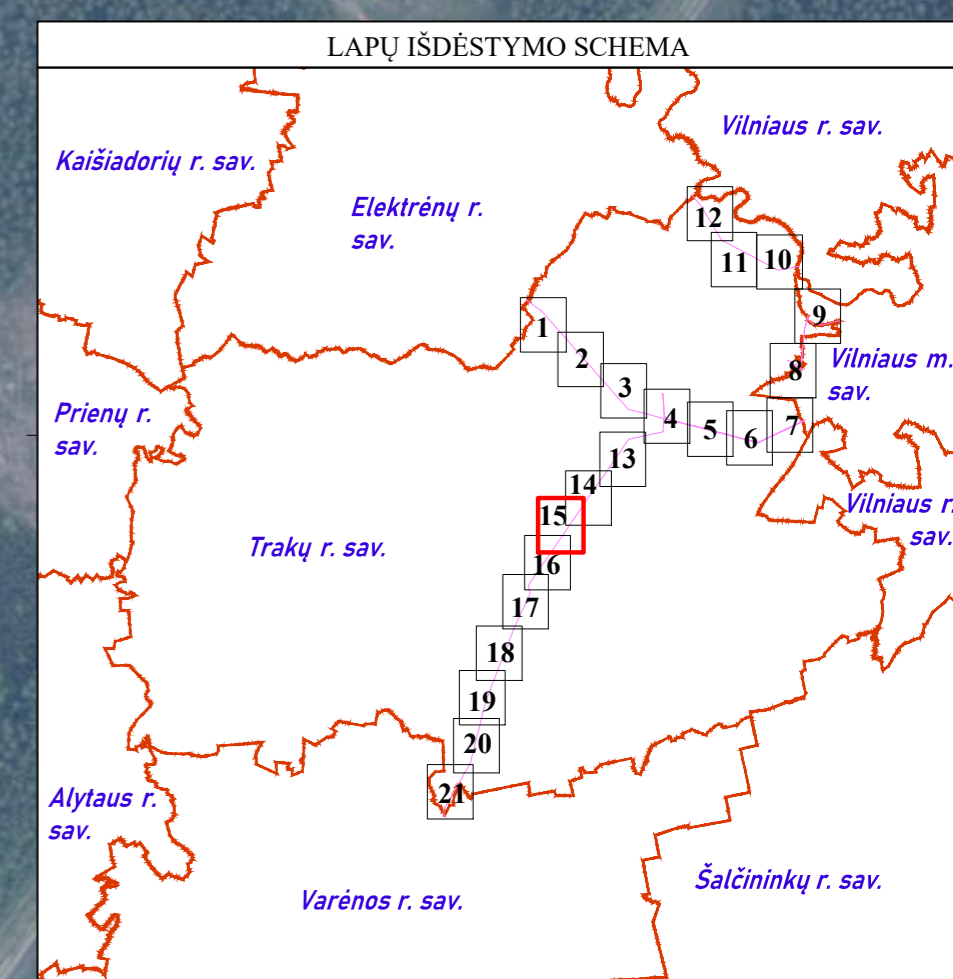 LAPŲ IŠDĖSTYMO SCHEMA
Vilniaus r. sav.
Kaišiadorių r. sav.
Elektrėnų r.
sav.
12
11
10
9
1
2
3
8
Vilniaus m.
sav.
Prienų r.
sav.
4
5
6
7
13
14
15
Vilniaus r.
sav.
Trakų r. sav.
16
17
18
19
20
21
Alytaus r.
sav.
Šalčininkų r. sav.
Varėnos r. sav.